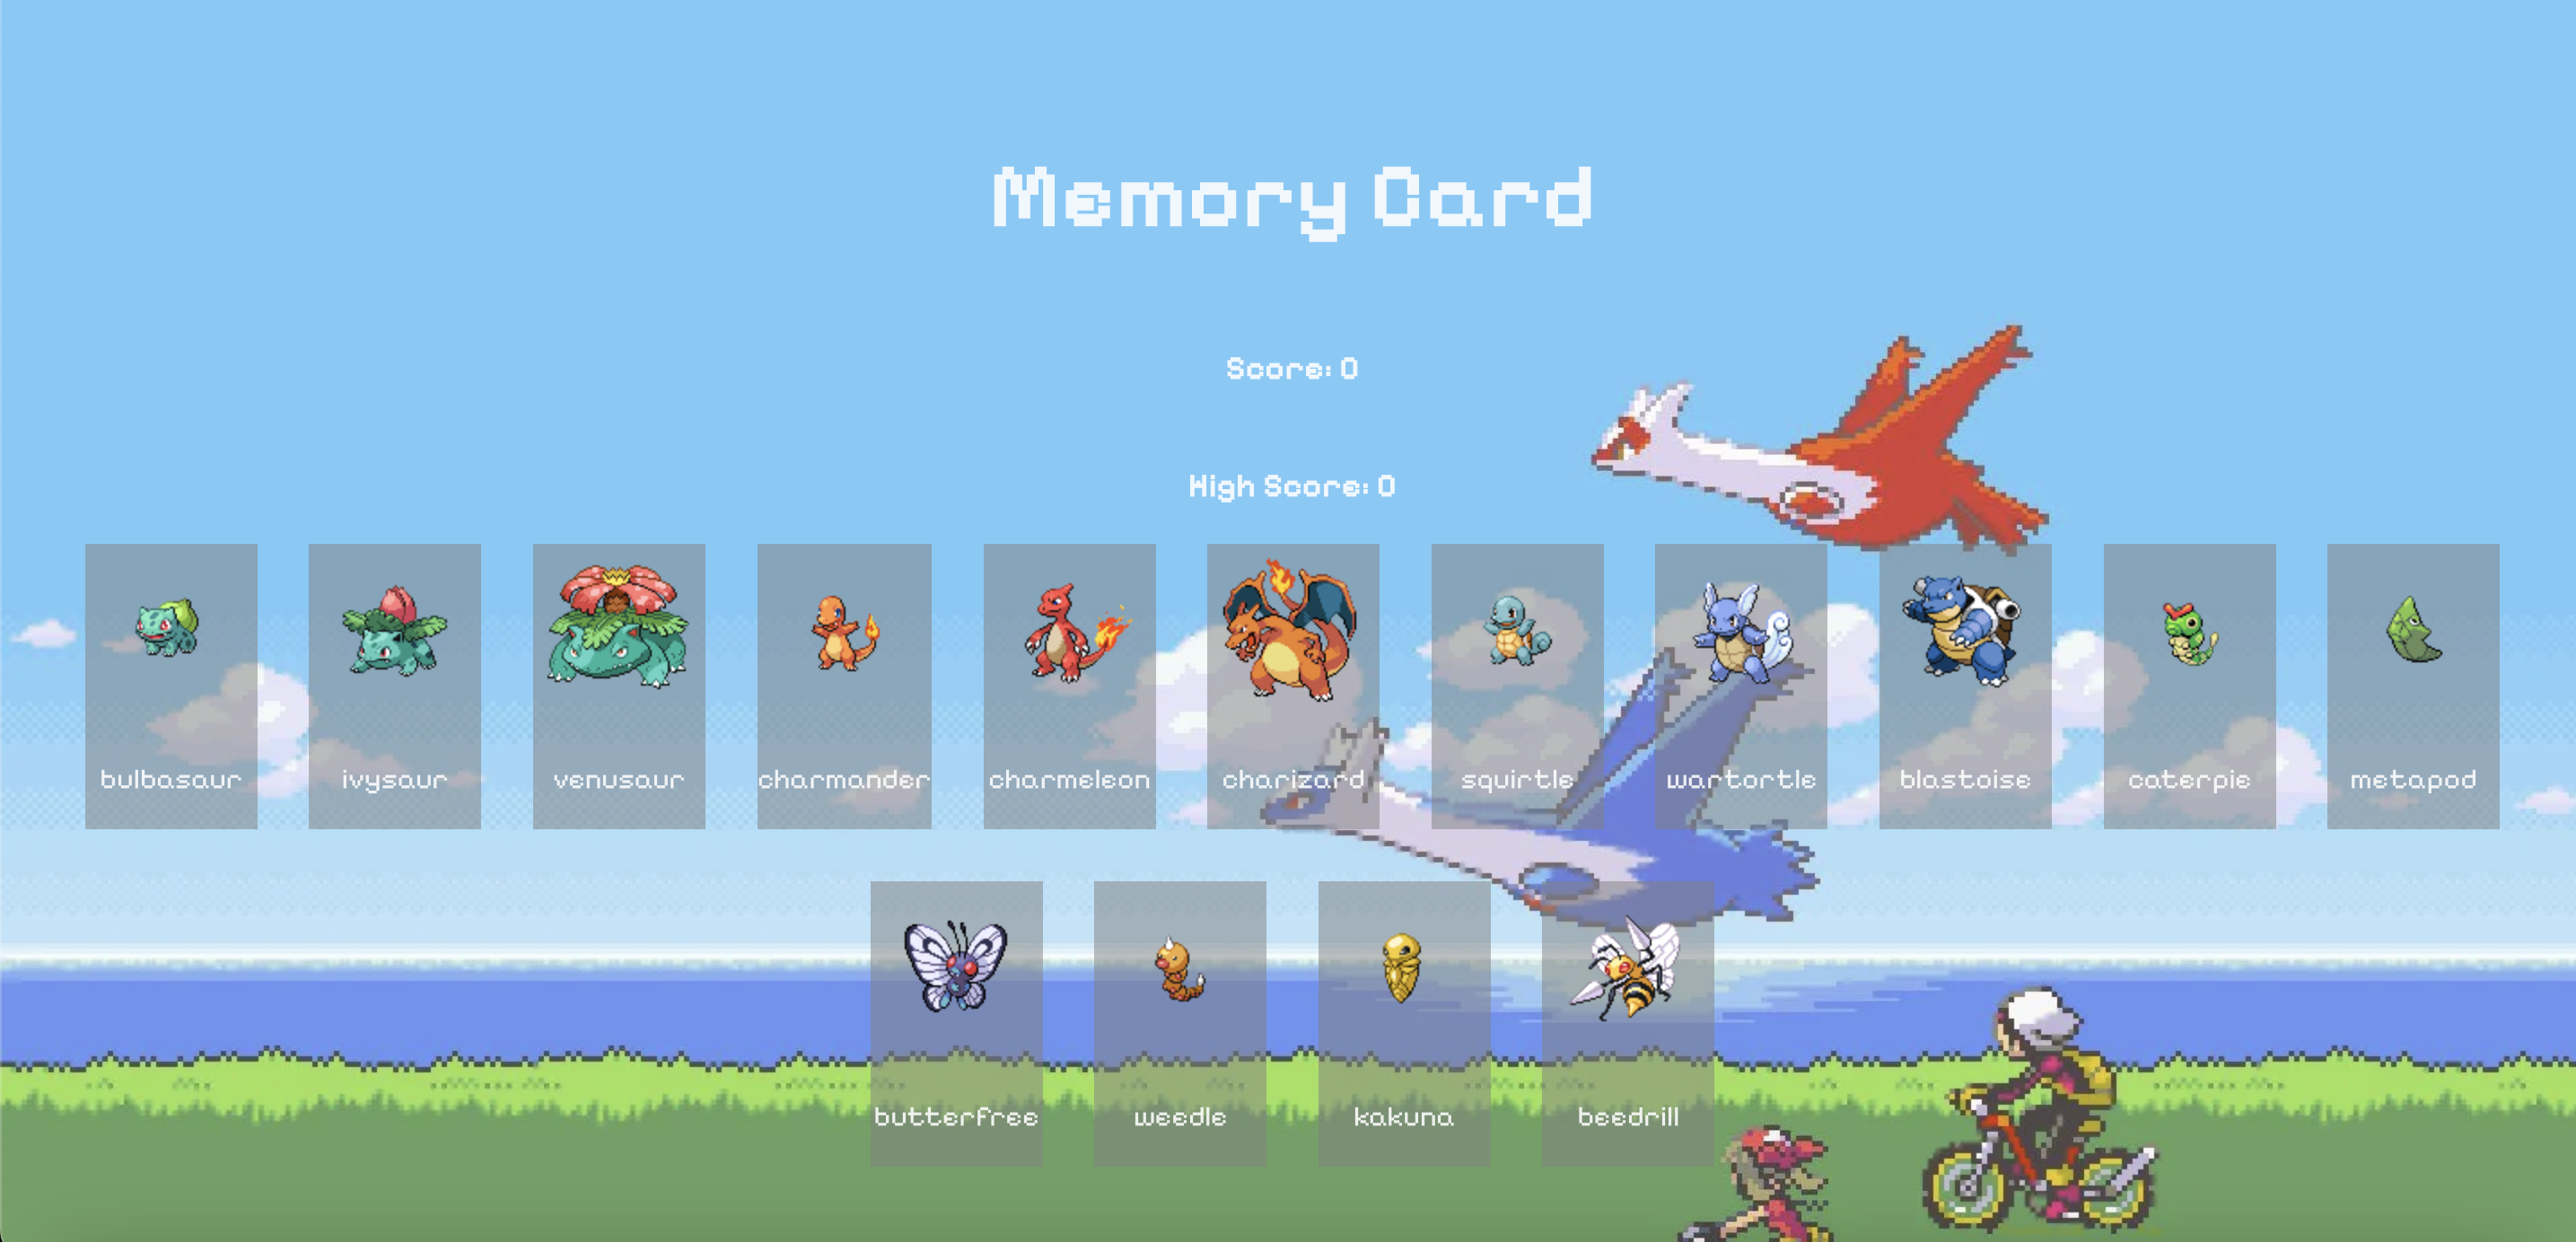 Memory Card
Score: 0
High Score: 0
bulbasaur ivysaur venusaur charmander charmeleon charizard squirtle wartortle blastoise caterpie metapod
butterfree weedle kakuna beedrill